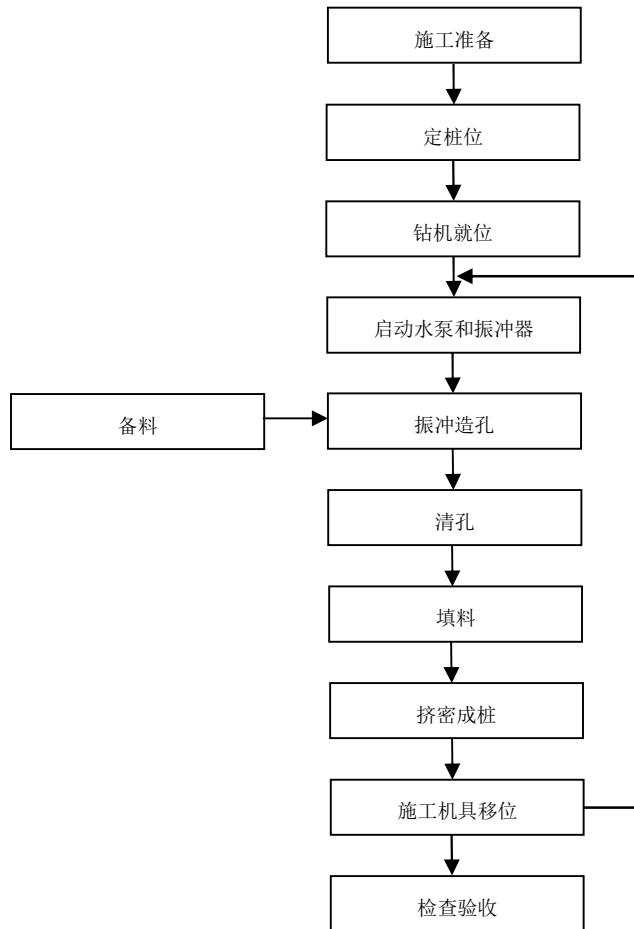 施工准备
定桩位
钻机就位
启动水泵和振冲器
备料
振冲造孔
清孔
填料
挤密成桩
施工机具移位
检查验收